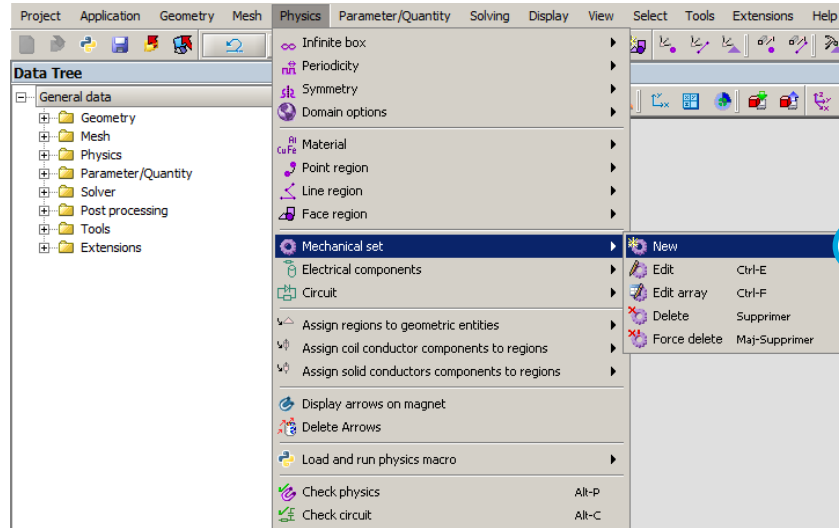 Project Application Geometry Mesh Physics Parameter/Quantity Solving Display View Select Tools Extensions Help
Data Tree
General data
Geometry
Mesh
Physics
Parameter/Quantity
Solver
Post processing
Tools
Extensions
Infinite box
Periodicity
Symmetry
Domain options
Material
Point region
Line region
Face region
Mechanical set
Electrical components
Circuit
Assign regions to geometric entities
Assign coil conductor components to regions
Assign solid conductors components to regions
Display arrows on magnet
Delete Arrows
Load and run physics macro
Check physics Alt-P
Check circuit Alt-C
New
Edit Ctrl-E
Edit array Ctrl-F
Delete Supprimer
Force delete Maj-Supprimer